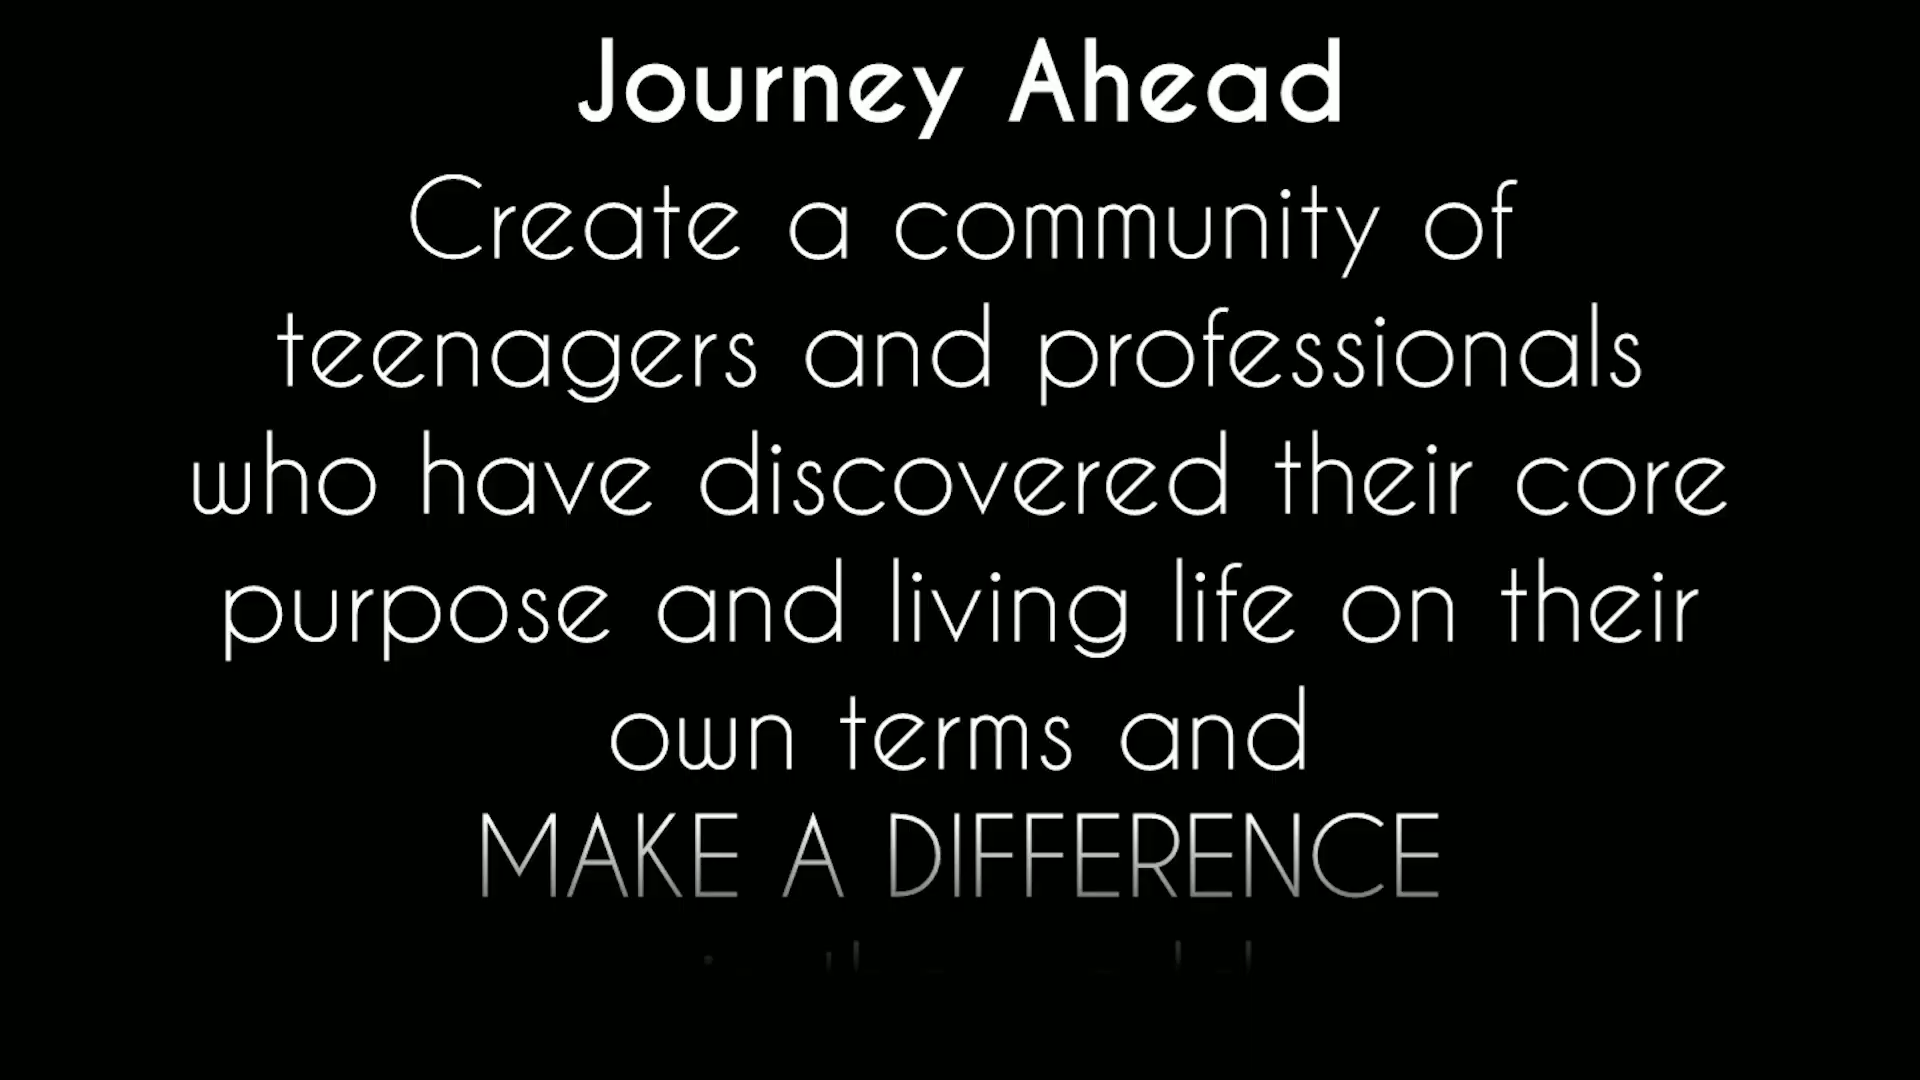 Journey Ahead
Create a community of
teenagers and professionals
who have discovered their core
purpose and living life on their
own terms and
MAKE A DIFFERENCE